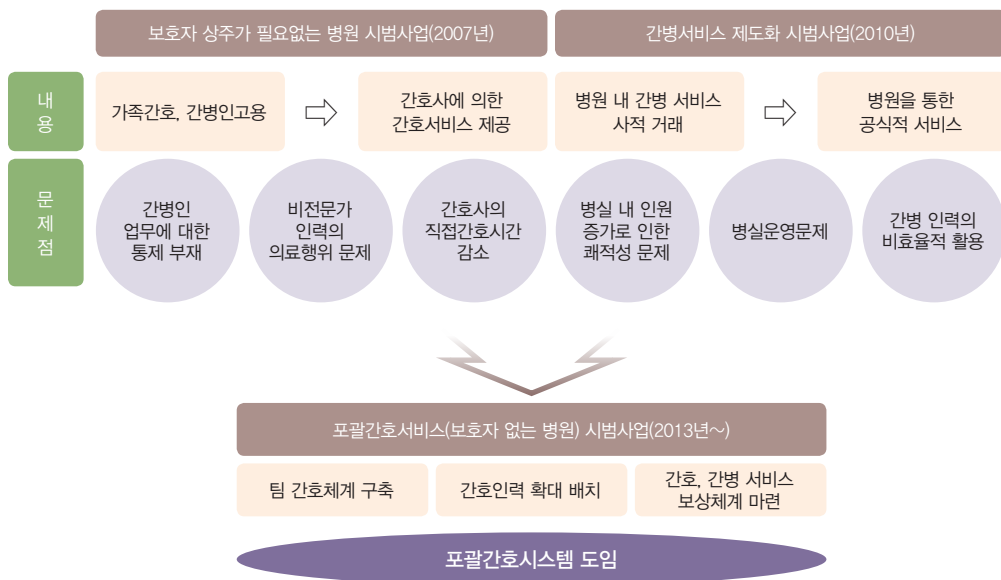 보호자 상주가 필요없는 병원 시범사업(2007년)
간병서비스 제도화 시범사업(2010년)
내
용
가족간호, 간병인고용
간호사에 의한
간호서비스 제공
병원 내 간병 서비스
사적 거래
병원을 통한
공식적 서비스
문
제
점
간병인
업무에 대한
통제 부재
비전문가
인력의
의료행위 문제
간호사의
직접간호시간
감소
병실 내 인원
증가로 인한
쾌적성 문제
병실운영문제
간병 인력의
비효율적 활용
포괄간호서비스(보호자 없는 병원) 시범사업(2013년~)
팀 간호체계 구축
간호인력 확대 배치
간호, 간병 서비스
보상체계 마련
포괄간호시스템 도임